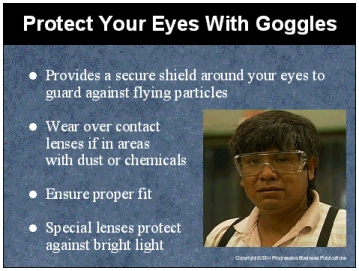 Protect Your Eyes With Goggles
Provides a secure shield around your eyes to
guard against flying particles
Wear over contact
lenses if in areas
with dust or chemicals
Ensure proper fit
Special lenses protect
against bright light
Copyright ©2004 Progressive Business Publications